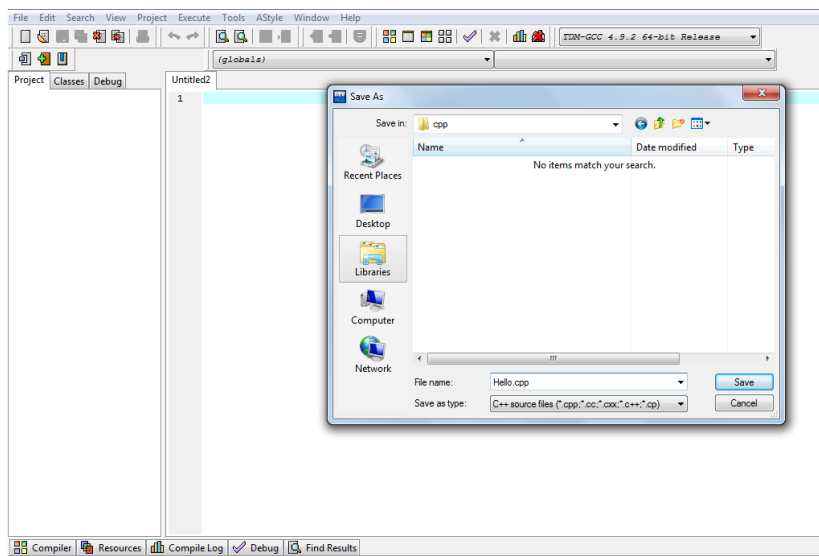 File Edit Search View Project Execute Tools AStyle Window Help
TDM-GCC 4.9.2 64-bit Release
(globals)
Project Classes Debug Untitled2
1
Save As
Save in: cpp
Name Date modified Type
No items match your search.
Recent Places
Desktop
Libraries
Computer
Network
File name: Hello.cpp Save
Save as type: C++ source files (*.cpp;*.cc;*.cxx;*.c++;*.cp) Cancel
Compiler Resources Compile Log Debug Find Results